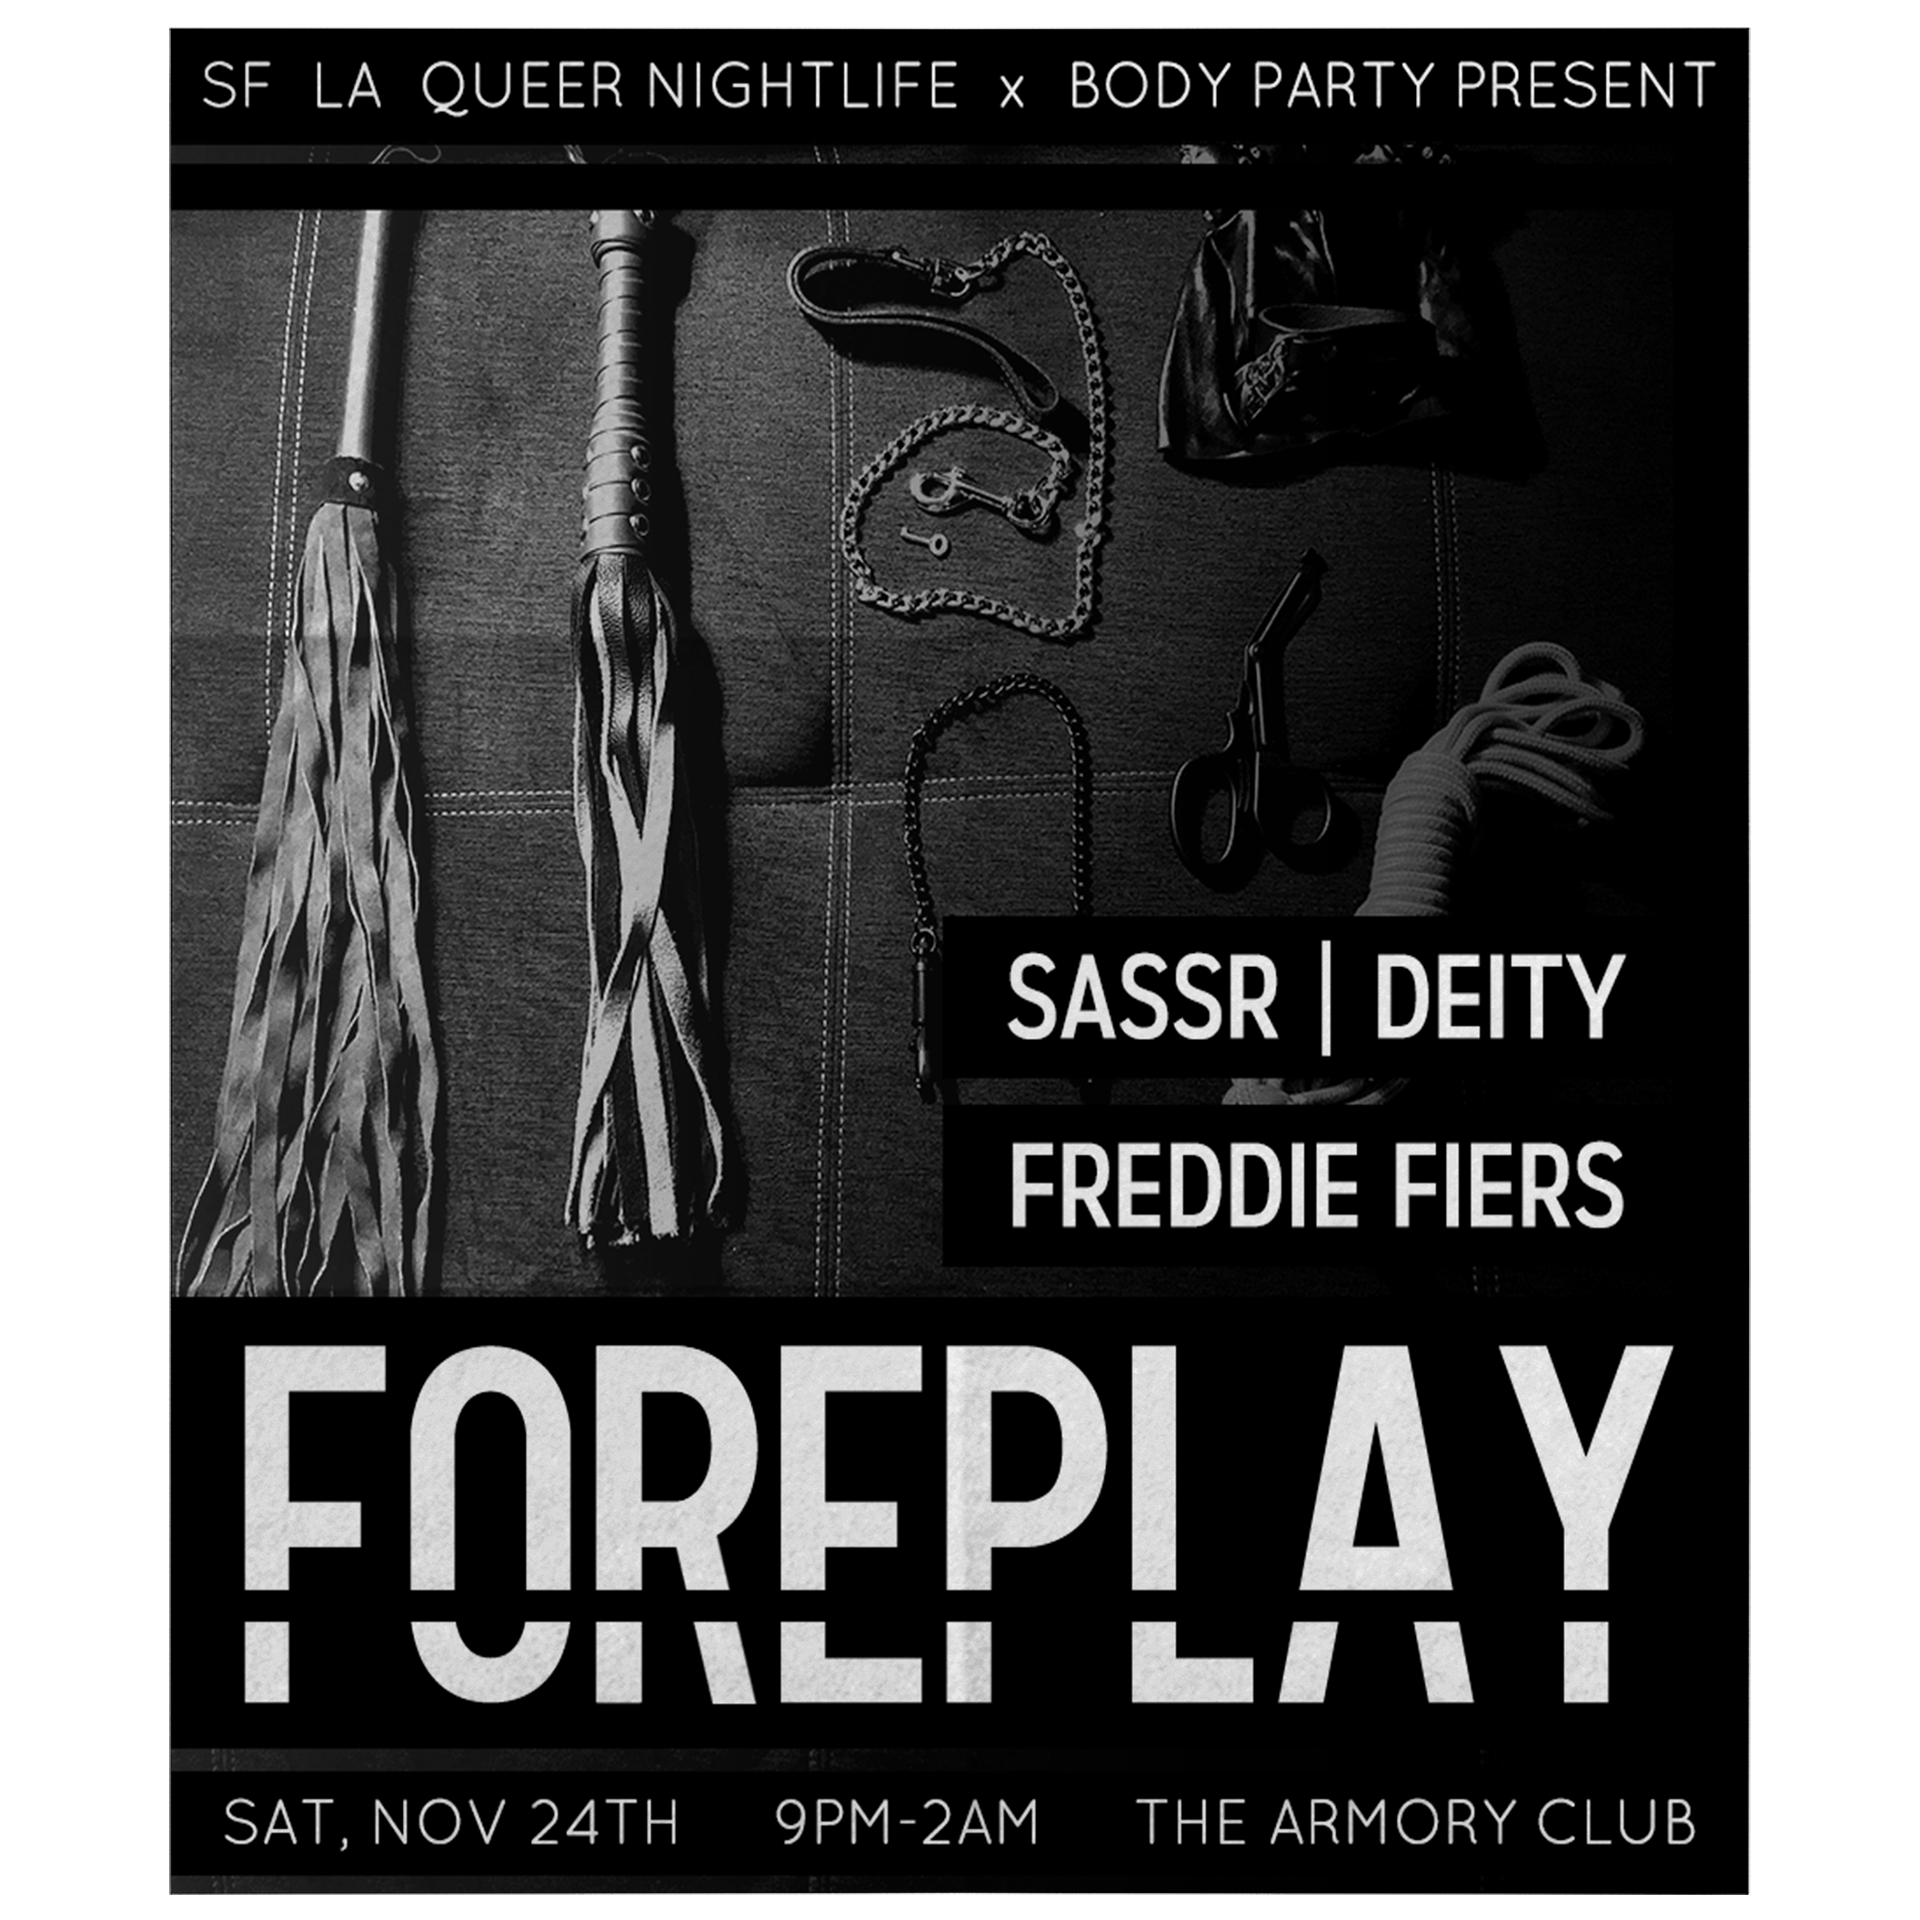 SF LA QUEER NIGHTLIFE x BODY PARTY PRESENT
SASSR | DEITY
FREDDIE FIERS
FOREPLAY
SAT, NOV 24TH 9PM-2AM THE ARMORY CLUB